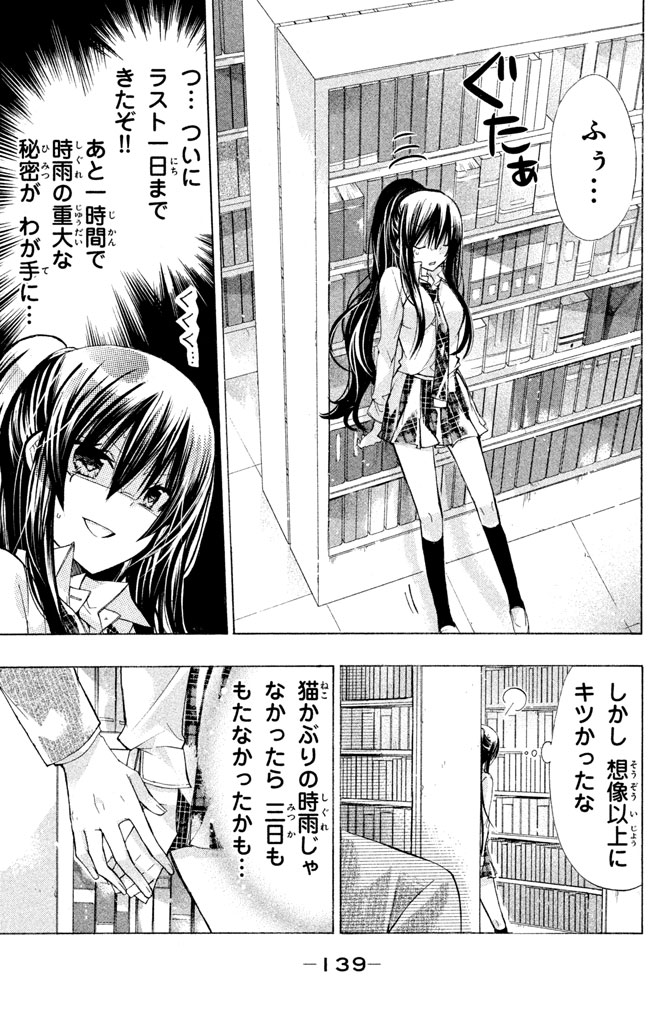 ふぅ…
ぐたぁ
つ…ついに
ラスト一日まで
きたぞ!!
あと一時間で
時雨の重大な
秘密が わが手に…
くくく…
しかし 想像以上に
キツかったな
猫かぶりの時雨じゃ
なかったら 三日も
もたなかったかも…
―139―